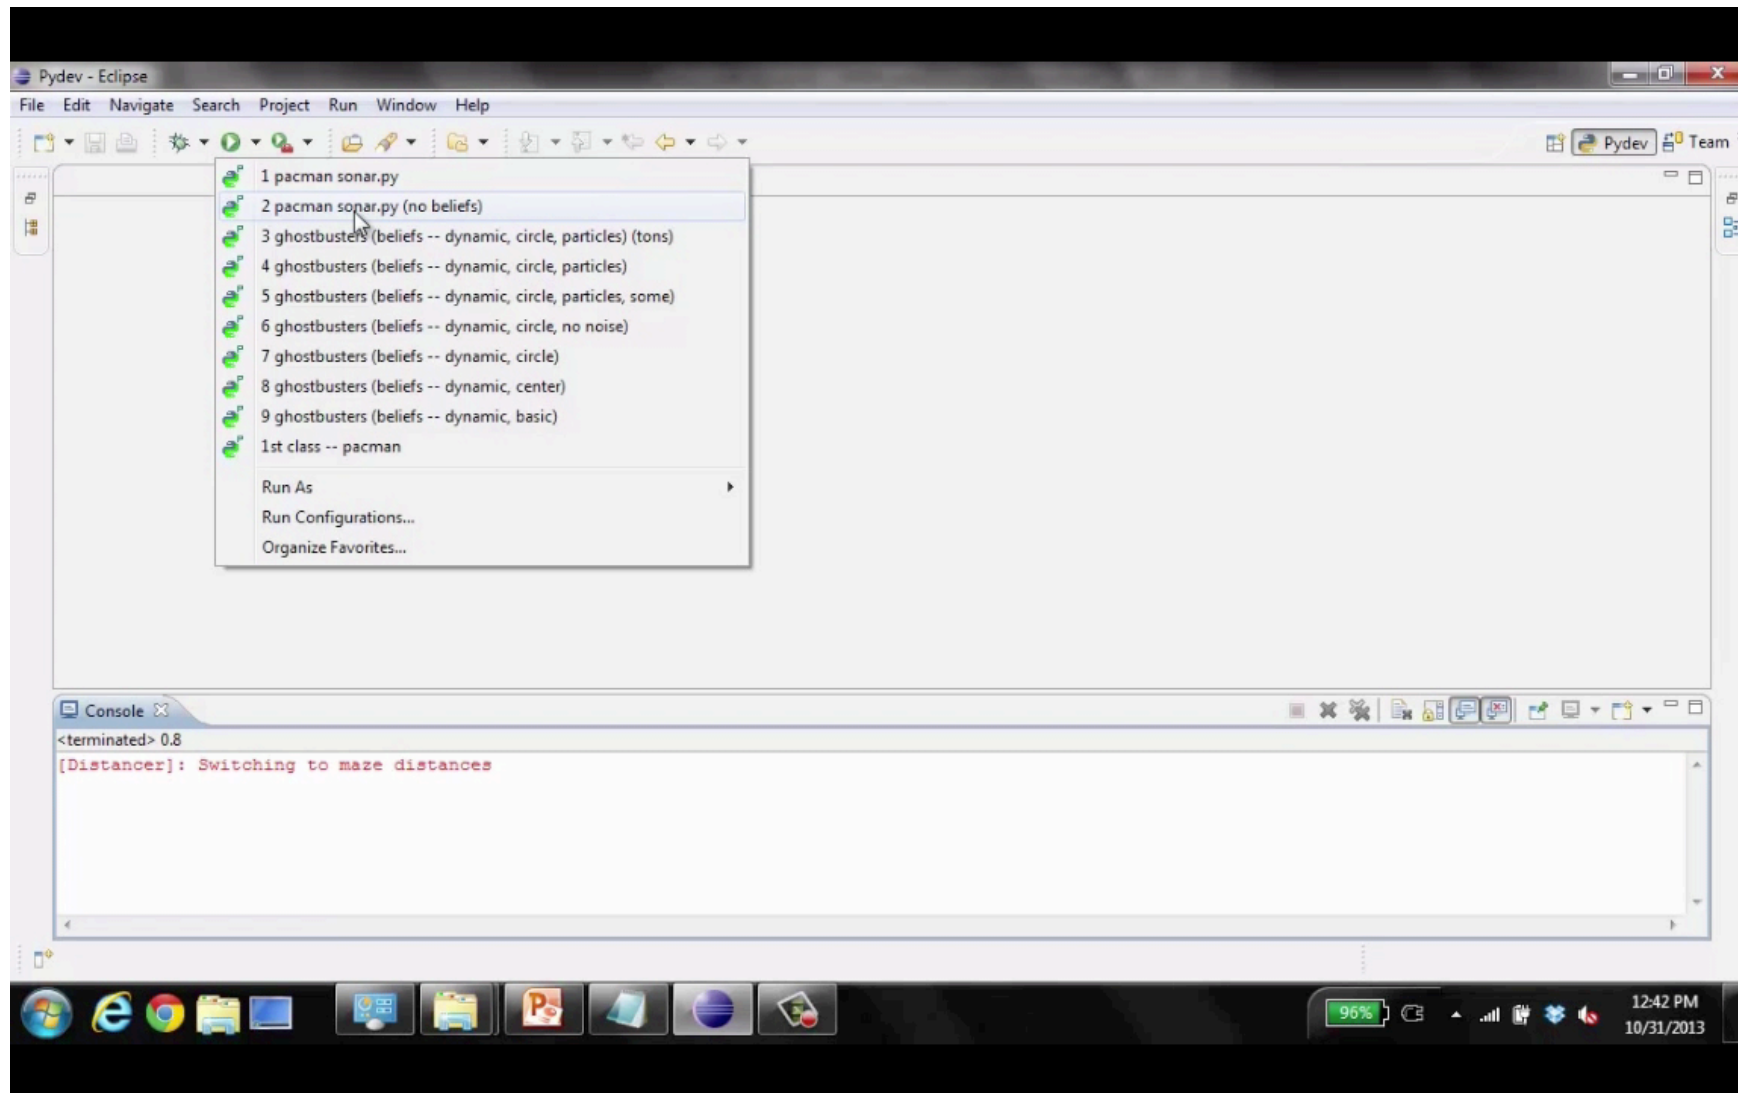 Pydev - Eclipse
File Edit Navigate Search Project Run Window Help
Pydev Team
1 pacman sonar.py
2 pacman sonar.py (no beliefs)
3 ghostbusters (beliefs -- dynamic, circle, particles) (tons)
4 ghostbusters (beliefs -- dynamic, circle, particles)
5 ghostbusters (beliefs -- dynamic, circle, particles, some)
6 ghostbusters (beliefs -- dynamic, circle, no noise)
7 ghostbusters (beliefs -- dynamic, circle)
8 ghostbusters (beliefs -- dynamic, center)
9 ghostbusters (beliefs -- dynamic, basic)
1st class -- pacman
Run As
Run Configurations...
Organize Favorites...
Console
<terminated> 0.8
[Distancer]: Switching to maze distances
96%
12:42 PM
10/31/2013